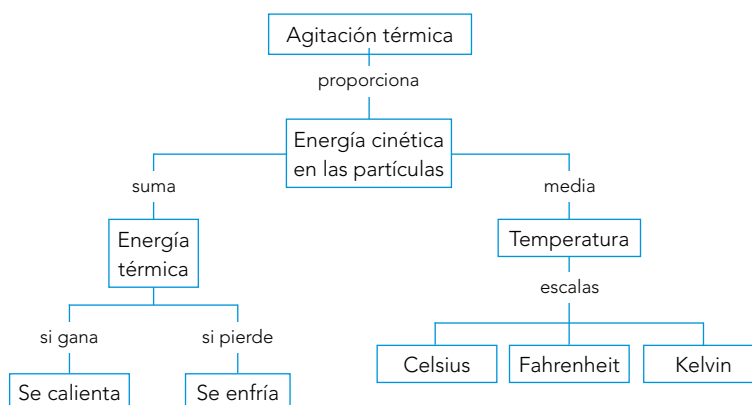 Agitación térmica
proporciona
Energía cinética
en las partículas
suma
media
Energía
térmica
Temperatura
escalas
si gana
si pierde
Celsius
Fahrenheit
Kelvin
Se calienta
Se enfría